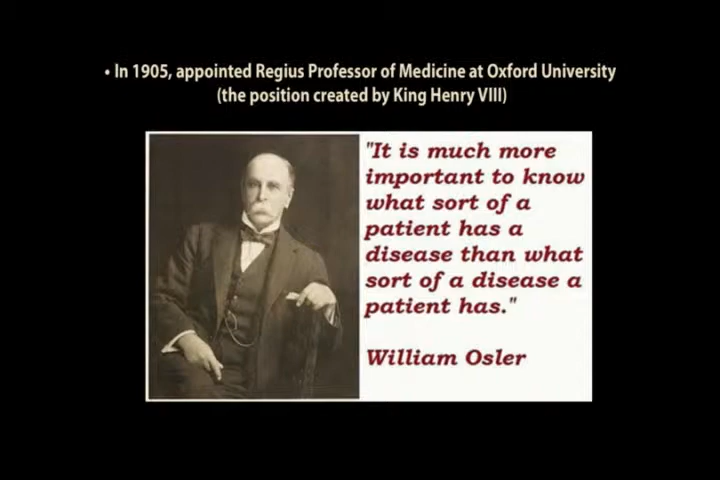 • In 1905, appointed Regius Professor of Medicine at Oxford University
(the position created by King Henry VIII)
"It is much more
important to know
what sort of a
patient has a
disease than what
sort of a disease a
patient has."
William Osler